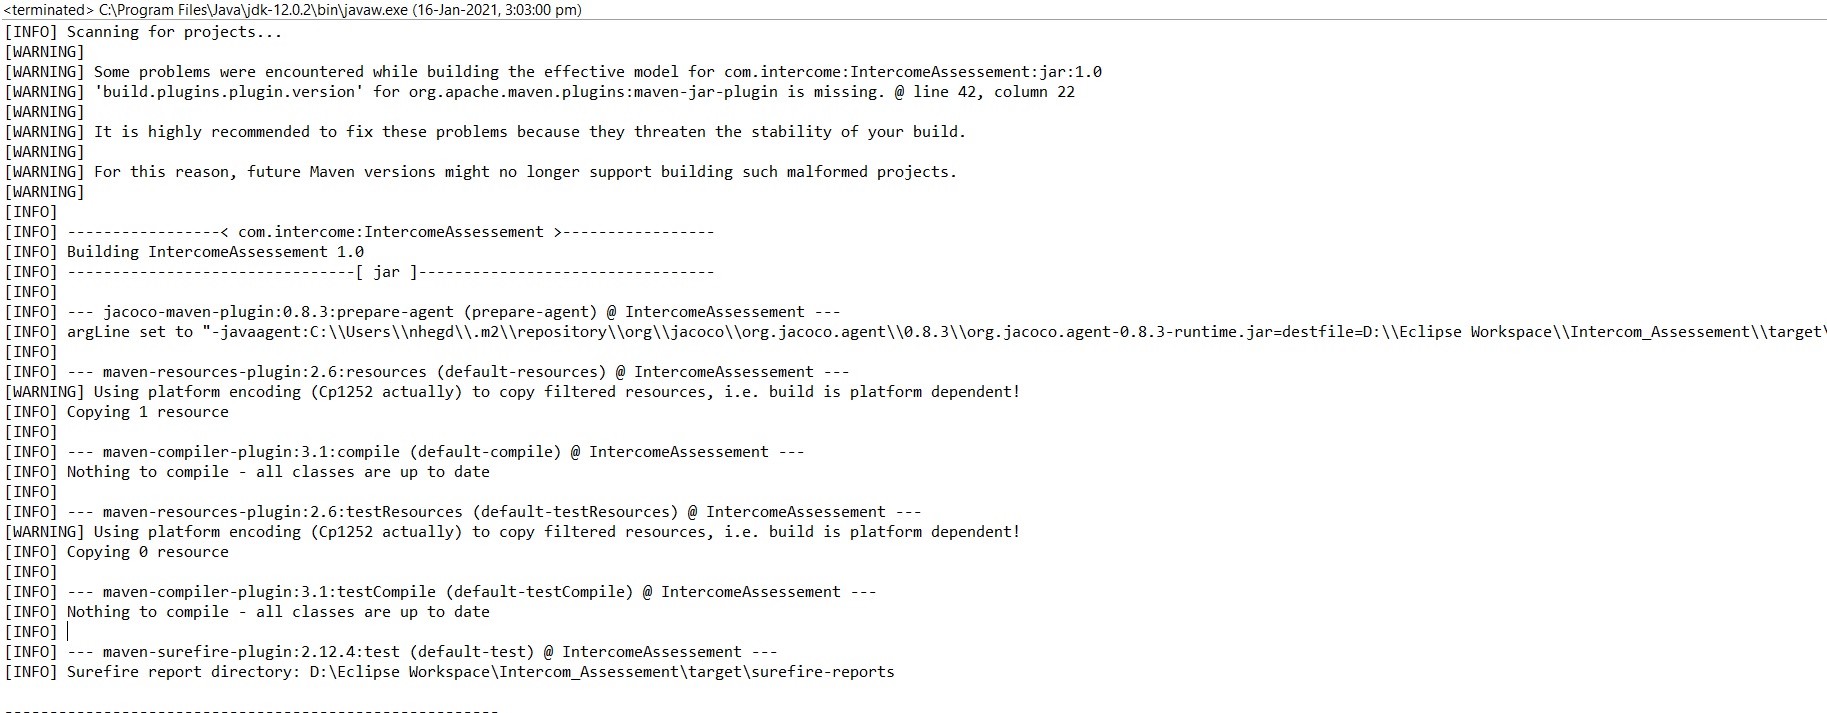 <terminated> C:\Program Files\Java\jdk-12.0.2\bin\javaw.exe (16-Jan-2021, 3:03:00 pm)
[INFO] Scanning for projects...
[WARNING]
[WARNING] Some problems were encountered while building the effective model for com.intercome:IntercomeAssessement:jar:1.0
[WARNING] 'build.plugins.plugin.version' for org.apache.maven.plugins:maven-jar-plugin is missing. @ line 42, column 22
[WARNING]
[WARNING] It is highly recommended to fix these problems because they threaten the stability of your build.
[WARNING]
[WARNING] For this reason, future Maven versions might no longer support building such malformed projects.
[WARNING]
[INFO]
[INFO] -----------------< com.intercome:IntercomeAssessement >-----------------
[INFO] Building IntercomeAssessement 1.0
[INFO] --------------------------------[ jar ]---------------------------------
[INFO]
[INFO] --- jacoco-maven-plugin:0.8.3:prepare-agent (prepare-agent) @ IntercomeAssessement ---
[INFO] argLine set to "-javaagent:C:\\Users\\nhegd\\.m2\\repository\\org\\jacoco\\org.jacoco.agent\\0.8.3\\org.jacoco.agent-0.8.3-runtime.jar=destfile=D:\\Eclipse Workspace\\Intercom_Assessement\\target\
[INFO]
[INFO] --- maven-resources-plugin:2.6:resources (default-resources) @ IntercomeAssessement ---
[WARNING] Using platform encoding (Cp1252 actually) to copy filtered resources, i.e. build is platform dependent!
[INFO] Copying 1 resource
[INFO]
[INFO] --- maven-compiler-plugin:3.1:compile (default-compile) @ IntercomeAssessement ---
[INFO] Nothing to compile - all classes are up to date
[INFO]
[INFO] --- maven-resources-plugin:2.6:testResources (default-testResources) @ IntercomeAssessement ---
[WARNING] Using platform encoding (Cp1252 actually) to copy filtered resources, i.e. build is platform dependent!
[INFO] Copying 0 resource
[INFO]
[INFO] --- maven-compiler-plugin:3.1:testCompile (default-testCompile) @ IntercomeAssessement ---
[INFO] Nothing to compile - all classes are up to date
[INFO]
[INFO] --- maven-surefire-plugin:2.12.4:test (default-test) @ IntercomeAssessement ---
[INFO] Surefire report directory: D:\Eclipse Workspace\Intercom_Assessement\target\surefire-reports
-------------------------------------------------------